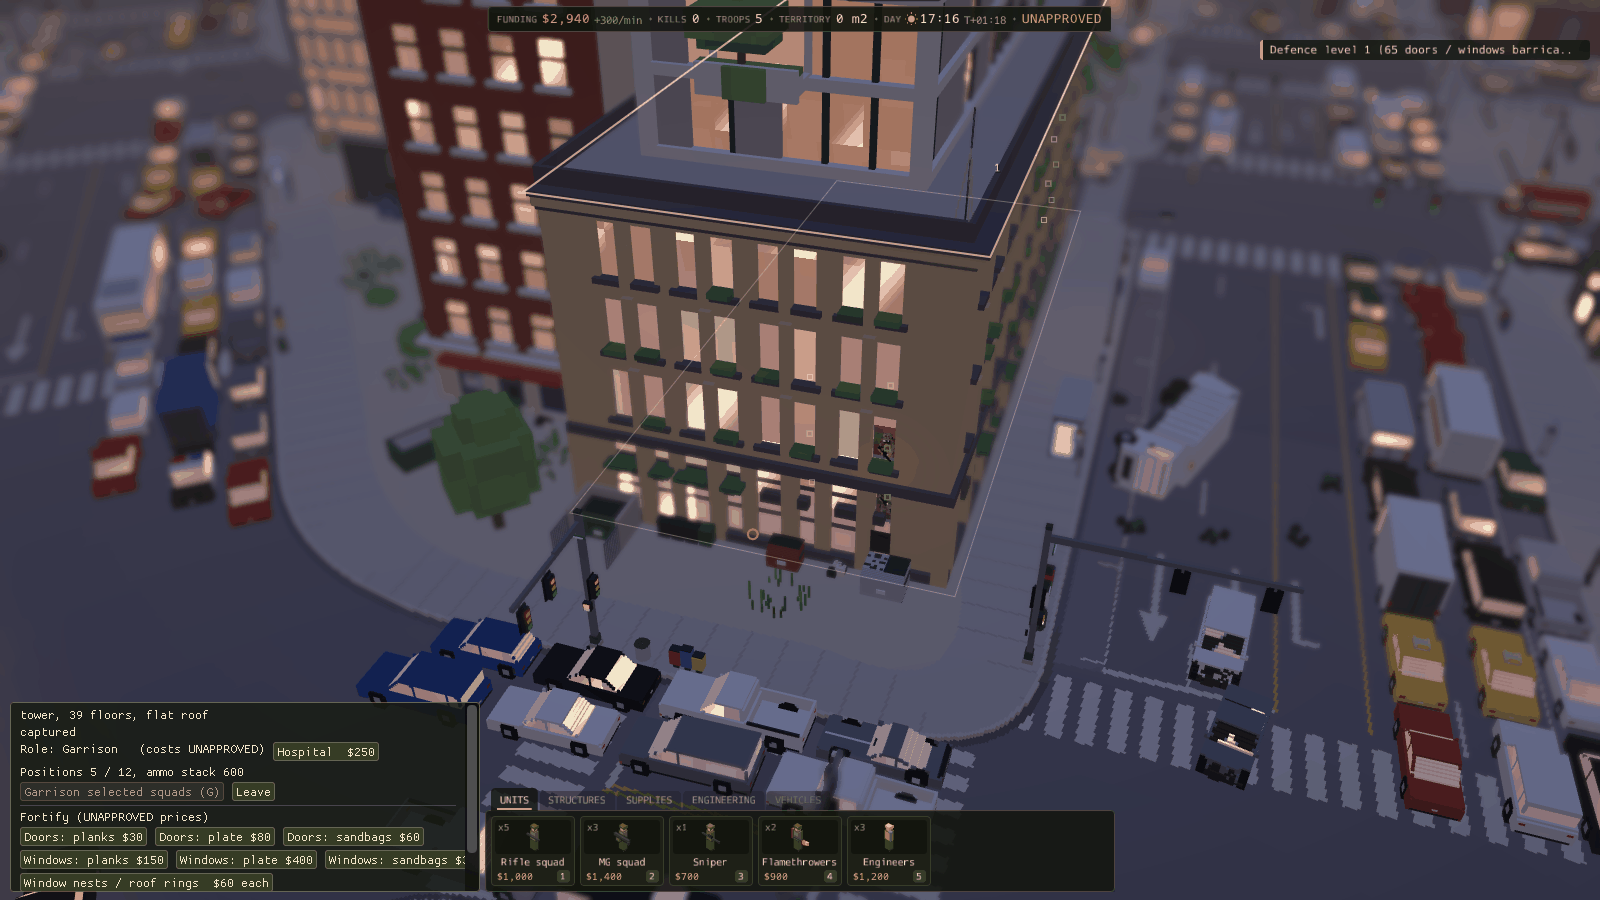 FUNDING $2,940 +300/min · KILLS 0 · TROOPS 5 · TERRITORY 0 m2 · DAY 17:16 T+01:18 · UNAPPROVED
Defence level 1 (65 doors / windows barrica..
1
tower, 39 floors, flat roof
captured
Role: Garrison (costs UNAPPROVED) Hospital $250
Positions 5 / 12, ammo stack 600
Garrison selected squads (G) Leave
Fortify (UNAPPROVED prices)
Doors: planks $30 Doors: plate $80 Doors: sandbags $60
Windows: planks $150 Windows: plate $400 Windows: sandbags $3
Window nests / roof rings $60 each
UNITS STRUCTURES SUPPLIES ENGINEERING VEHICLES
x5 x3 x1 x2 x3
Rifle squad MG squad Sniper Flamethrowers Engineers
$1,000 1 $1,400 2 $700 3 $900 4 $1,200 5